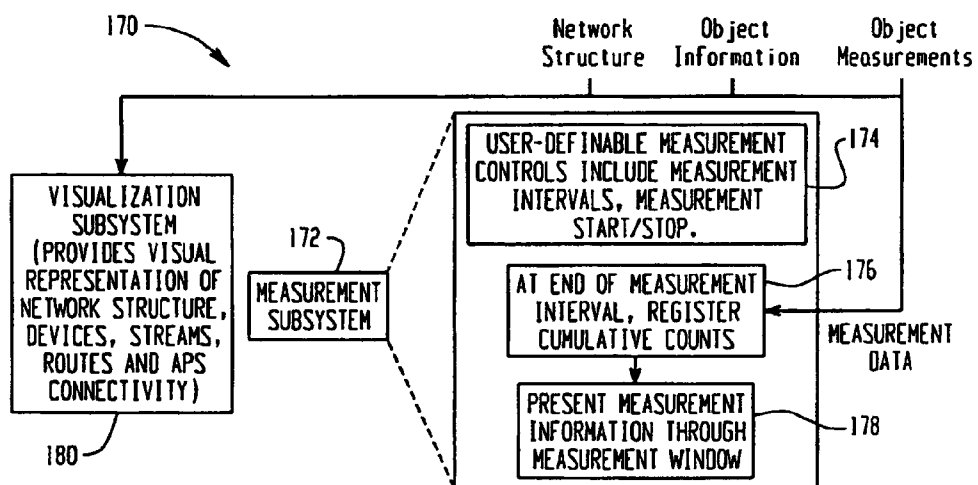 170
Network
Structure
Object
Information
Object
Measurements
VISUALIZATION
SUBSYSTEM
(PROVIDES VISUAL
REPRESENTATION OF
NETWORK STRUCTURE,
DEVICES, STREAMS,
ROUTES AND APS
CONNECTIVITY)
180
172
MEASUREMENT
SUBSYSTEM
USER-DEFINABLE MEASUREMENT
CONTROLS INCLUDE MEASUREMENT
INTERVALS, MEASUREMENT
START/STOP.
174
AT END OF MEASUREMENT
INTERVAL, REGISTER
CUMULATIVE COUNTS
176
MEASUREMENT
DATA
PRESENT MEASUREMENT
INFORMATION THROUGH
MEASUREMENT WINDOW
178